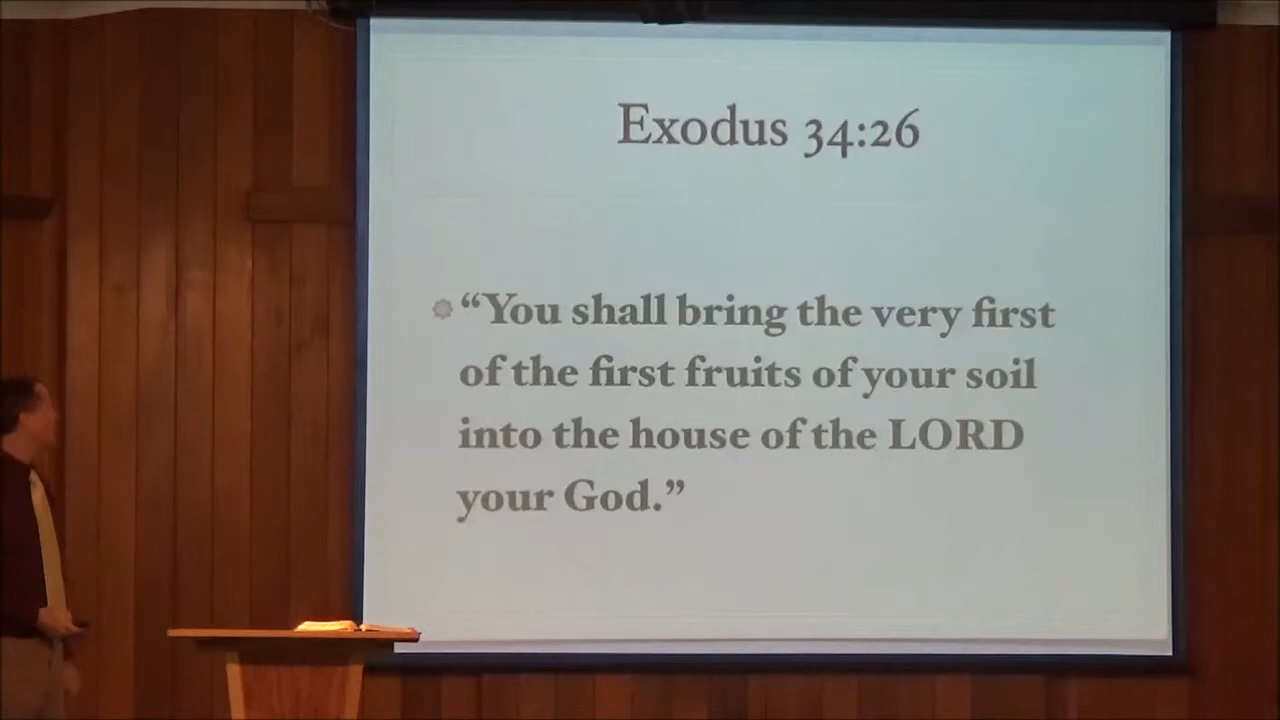 Exodus 34:26
“You shall bring the very first
of the first fruits of your soil
into the house of the LORD
your God.”